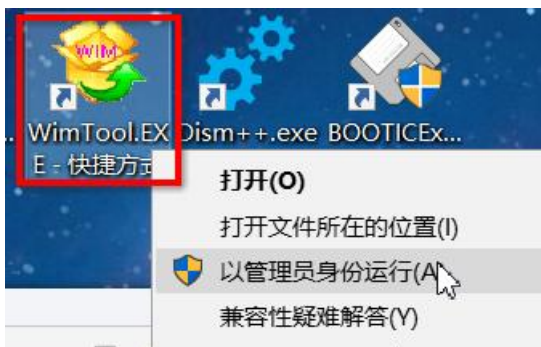 WIM
... WimTool.EX Dism++.exe BOOTICEx...
E - 快捷方式
打开(O)
打开文件所在的位置(I)
以管理员身份运行(A)
兼容性疑难解答(Y)